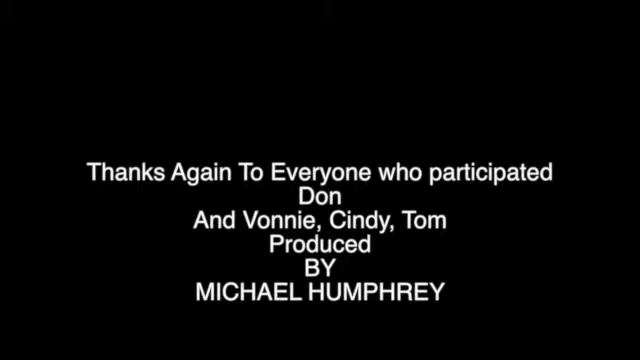 Thanks Again To Everyone who participated
Don
And Vonnie, Cindy, Tom
Produced
BY
MICHAEL HUMPHREY